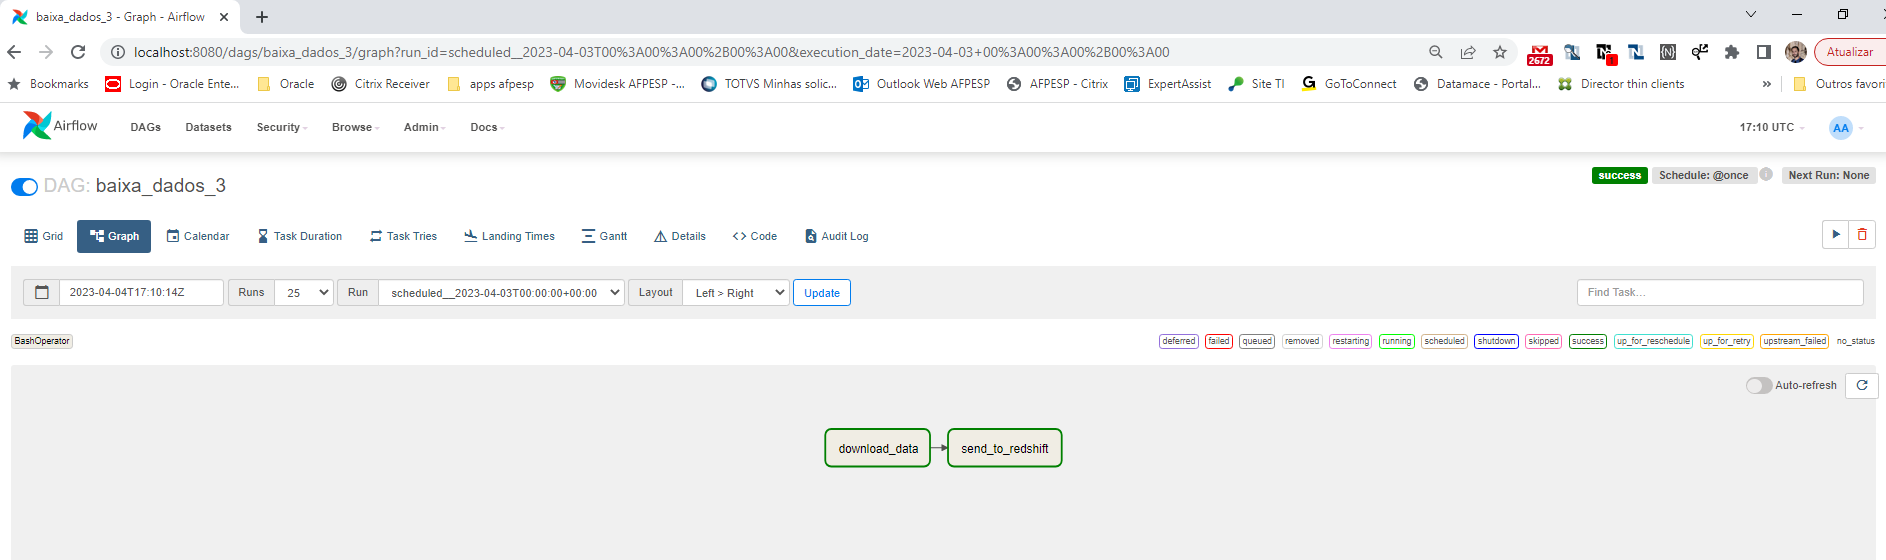 baixa_dados_3 - Graph - Airflow
localhost:8080/dags/baixa_dados_3/graph?run_id=scheduled__2023-04-03T00%3A00%3A00%2B00%3A00&execution_date=2023-04-03+00%3A00%3A00%2B00%3A00
2672
1
{N}
Atualizar
Bookmarks Login - Oracle Ente... Oracle Citrix Receiver apps afpesp Movidesk AFPESP -... TOTVS Minhas solic... Outlook Web AFPESP AFPESP - Citrix ExpertAssist Site TI GoToConnect Datamace - Portal... Director thin clients » Outros favori
Airflow DAGs Datasets Security Browse Admin Docs 17:10 UTC AA
DAG: baixa_dados_3 success Schedule: @once i Next Run: None
Grid Graph Calendar Task Duration Task Tries Landing Times Gantt Details <> Code Audit Log
2023-04-04T17:10:14Z Runs 25 Run scheduled__2023-04-03T00:00:00+00:00 Layout Left > Right Update Find Task...
BashOperator deferred failed queued removed restarting running scheduled shutdown skipped success up_for_reschedule up_for_retry upstream_failed no_status
Auto-refresh
download_data send_to_redshift